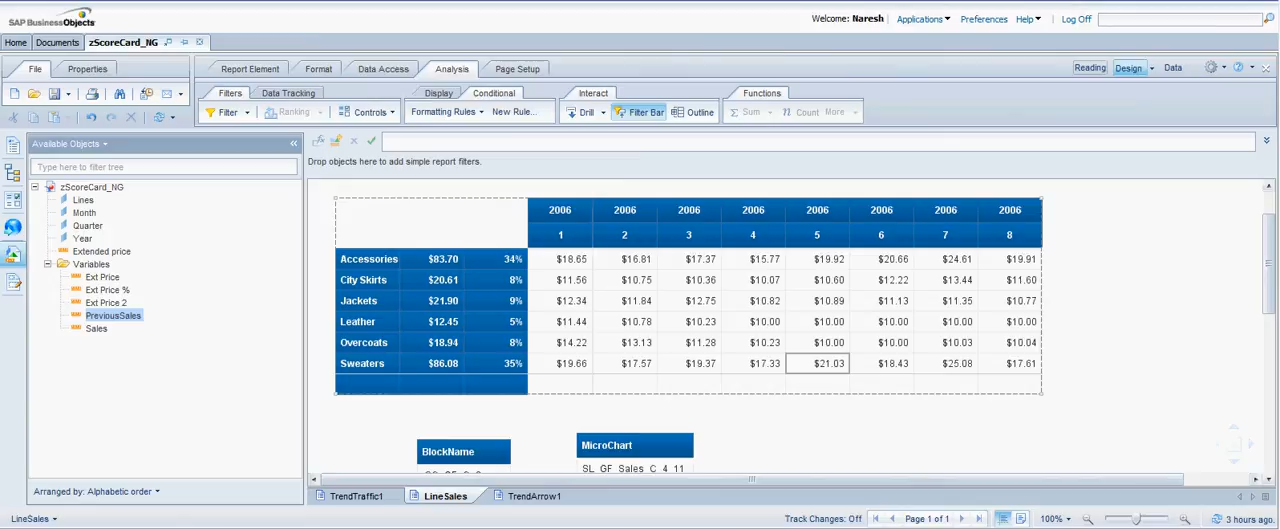 SAP BusinessObjects
Welcome: Naresh Applications Preferences Help Log Off
Home Documents zScoreCard_NG
File Properties Report Element Format Data Access Analysis Page Setup Reading Design Data
Filters Data Tracking Display Conditional Interact Functions
Filter Ranking Controls Formatting Rules New Rule... Drill Filter Bar Outline Sum Count More
Available Objects
Type here to filter tree
Drop objects here to add simple report filters.
zScoreCard_NG
Lines
Month
Quarter
Year
Extended price
Variables
Ext Price
Ext Price %
Ext Price 2
PreviousSales
Sales
2006 2006 2006 2006 2006 2006 2006 2006
1 2 3 4 5 6 7 8
Accessories $83.70 34% $18.65 $16.81 $17.37 $15.77 $19.92 $20.66 $24.61 $19.91
City Skirts $20.61 8% $11.56 $10.75 $10.36 $10.07 $10.60 $12.22 $13.44 $11.60
Jackets $21.90 9% $12.34 $11.84 $12.75 $10.82 $10.89 $11.13 $11.35 $10.77
Leather $12.45 5% $11.44 $10.78 $10.23 $10.00 $10.00 $10.00 $10.00 $10.00
Overcoats $18.94 8% $14.22 $13.13 $11.28 $10.23 $10.00 $10.00 $10.03 $10.04
Sweaters $86.08 35% $19.66 $17.57 $19.37 $17.33 $21.03 $18.43 $25.08 $17.61
BlockName
MicroChart
SL_GF_Sales_C_4_11
Arranged by: Alphabetic order
TrendTraffic1 LineSales TrendArrow1
LineSales Track Changes: Off Page 1 of 1 100% 3 hours ago